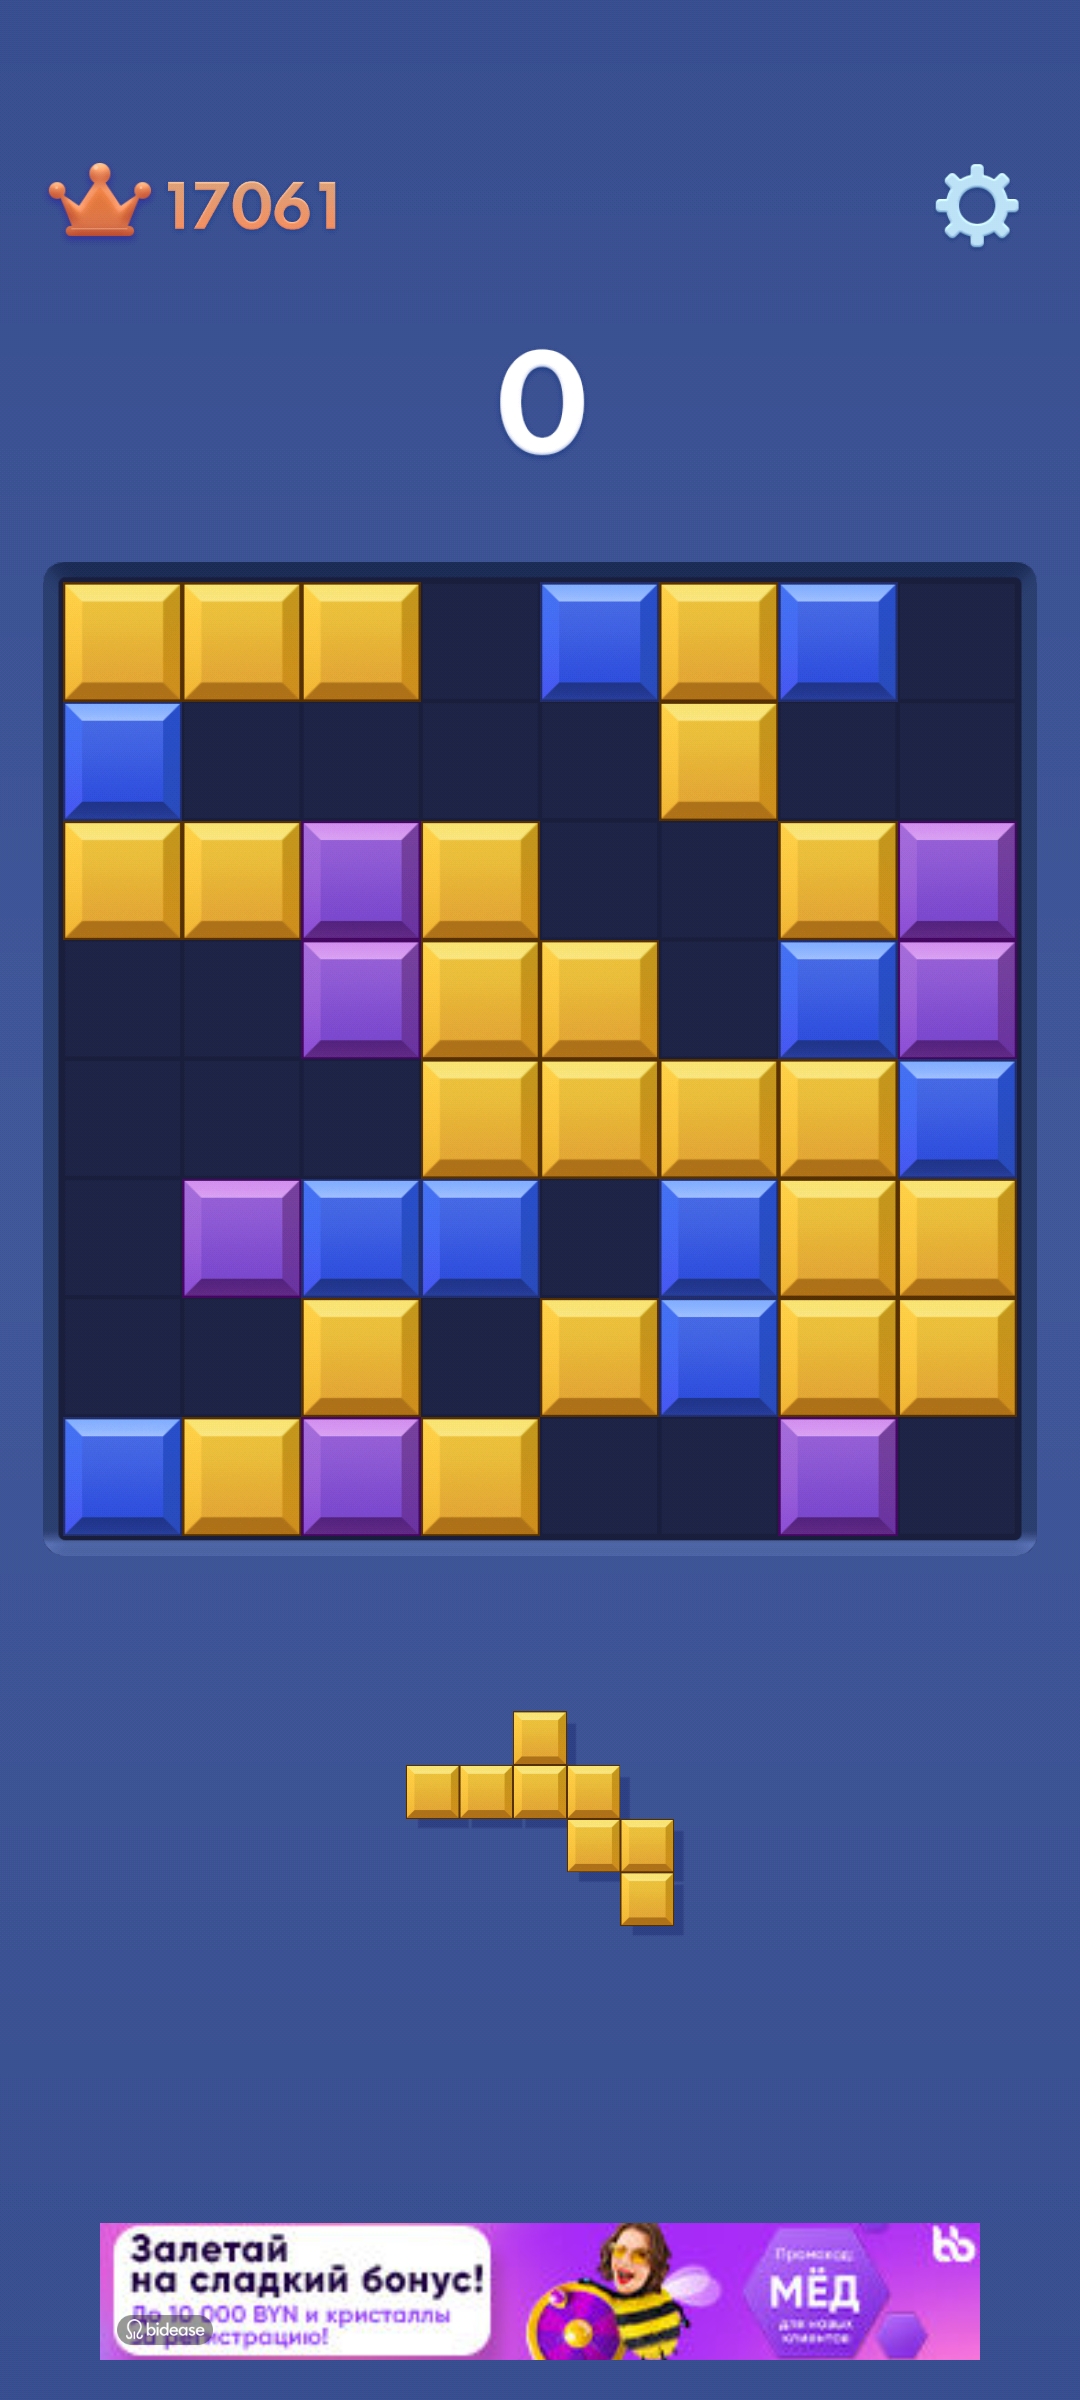 17061
0
Залетай
на сладкий бонус!
До 10 000 BYN и кристаллы
за регистрацию!
bidease
Промокод:
МЁД
для новых
клиентов
bb